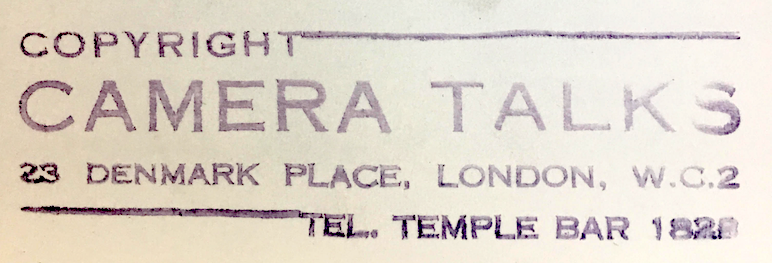 COPYRIGHT
CAMERA TALKS
23 DENMARK PLACE, LONDON, W.C.2
TEL. TEMPLE BAR